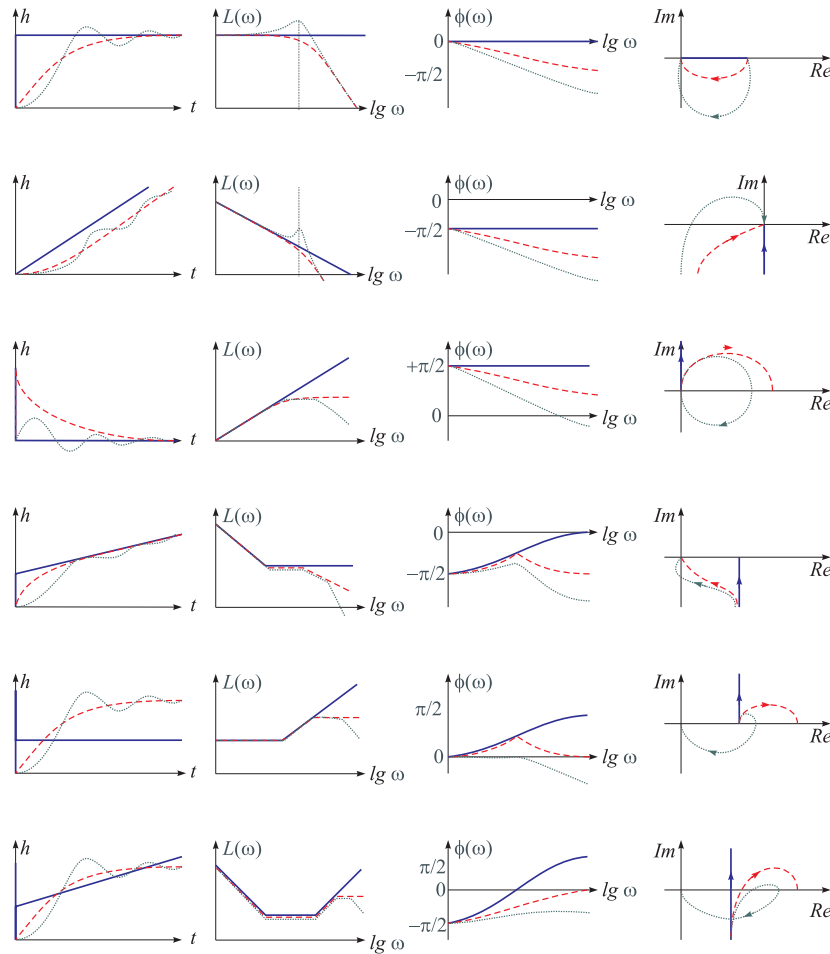 h L(ω) ϕ(ω) Im
0 lg ω
−π/2 Re
t lg ω
h L(ω) ϕ(ω) Im
0 lg ω
−π/2 Re
t lg ω
h L(ω) ϕ(ω) Im
+π/2
0 Re
t lg ω lg ω
h L(ω) ϕ(ω) Im
0 lg ω
−π/2 Re
t lg ω
h L(ω) ϕ(ω) Im
π/2
0 Re
t lg ω lg ω
h L(ω) ϕ(ω) Im
π/2
0 lg ω Re
−π/2
t lg ω